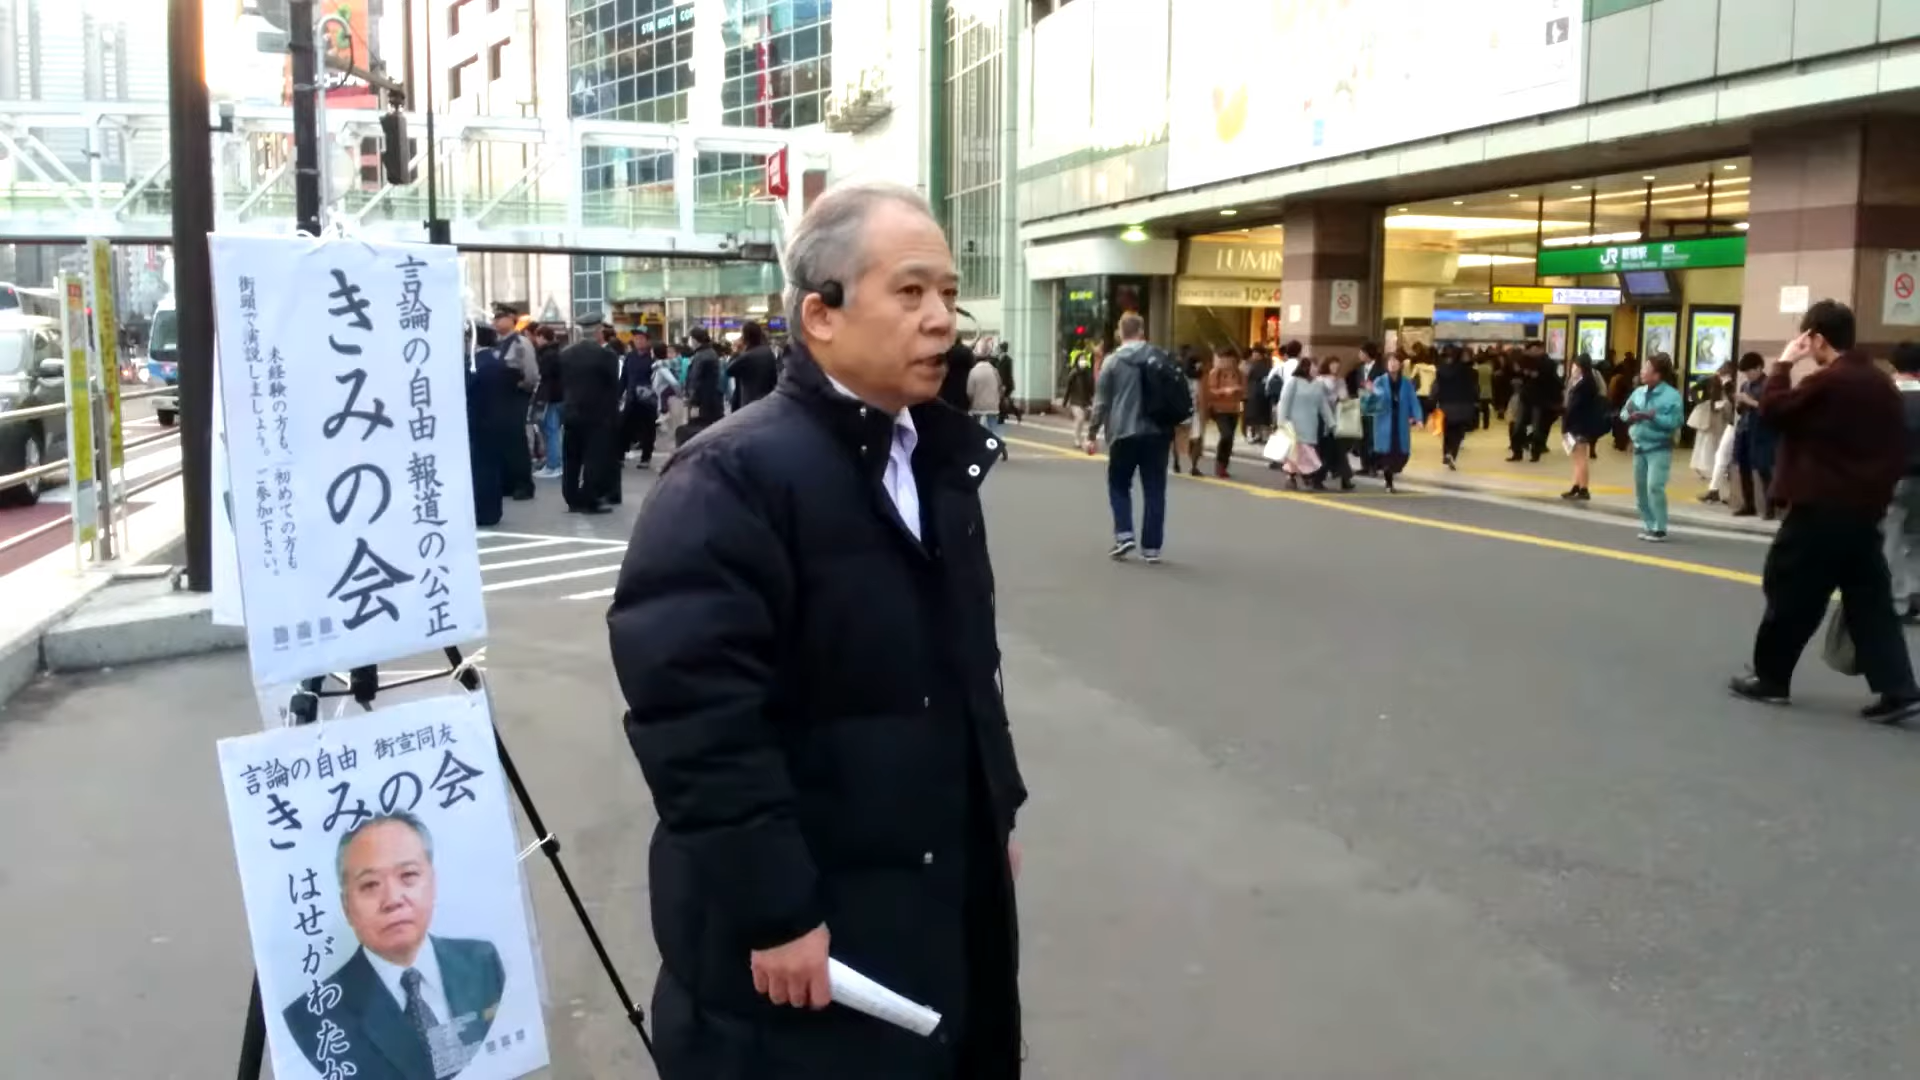 言論の自由 報道の公正
きみの会
未経験の方も、初めての方も
街頭で演説しましょう。ご参加下さい。
言論の自由 街宣同友
きみの会
はせがわたか
LUMIN
10%
JR 新宿駅